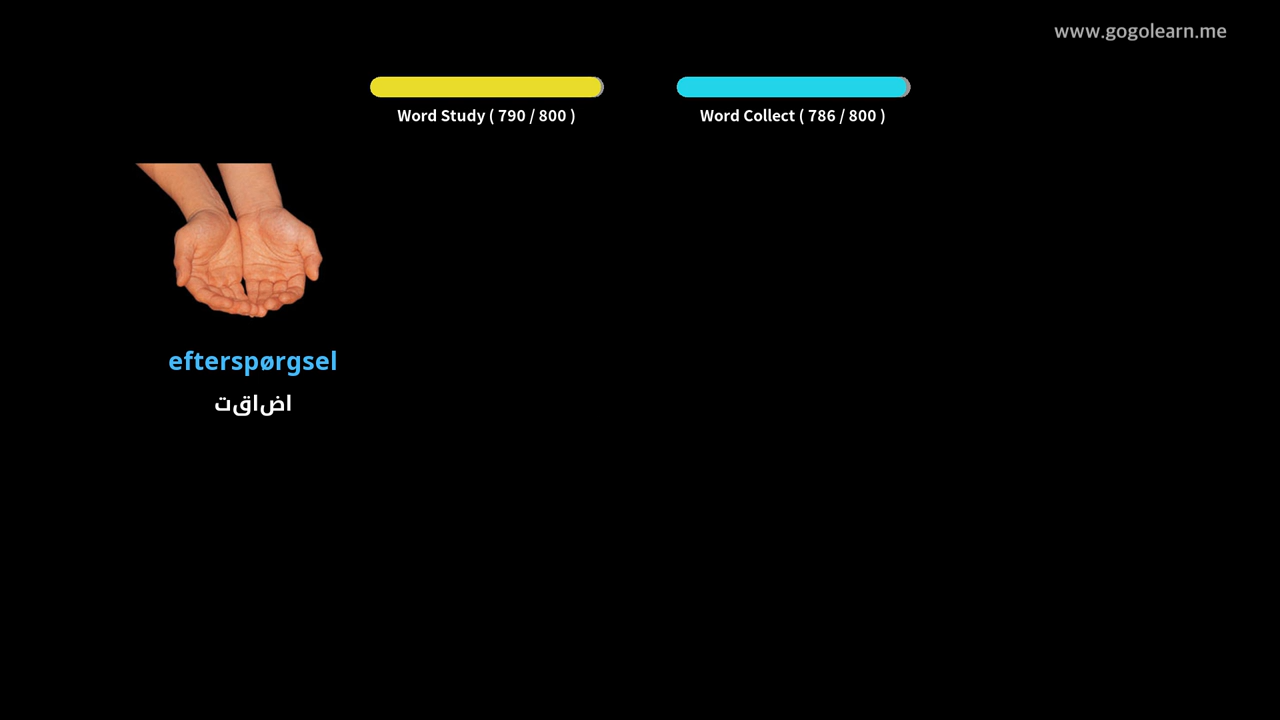 www.gogolearn.me
Word Study ( 790 / 800 )
Word Collect ( 786 / 800 )
efterspørgsel
اضاقت